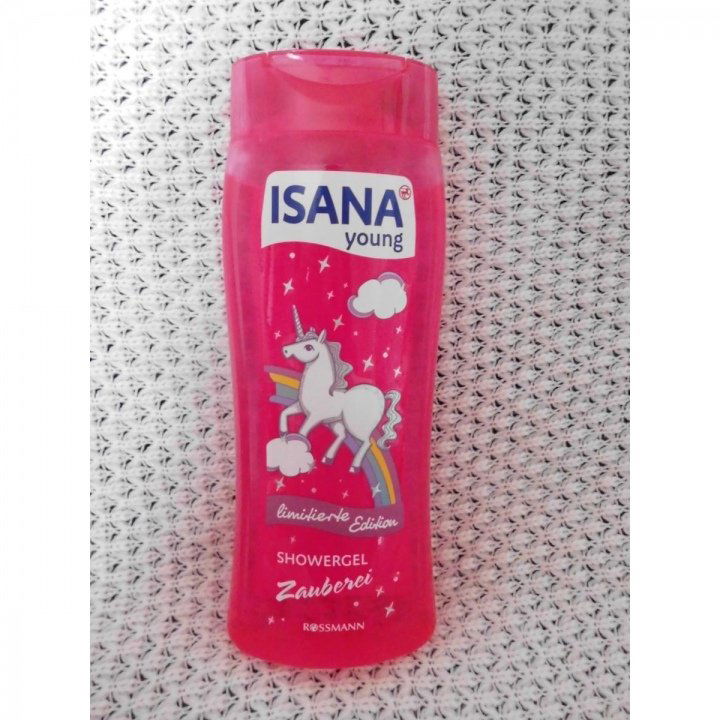 ISANA
young
limitierte Edition
SHOWERGEL
Zauberei
ROSSMANN